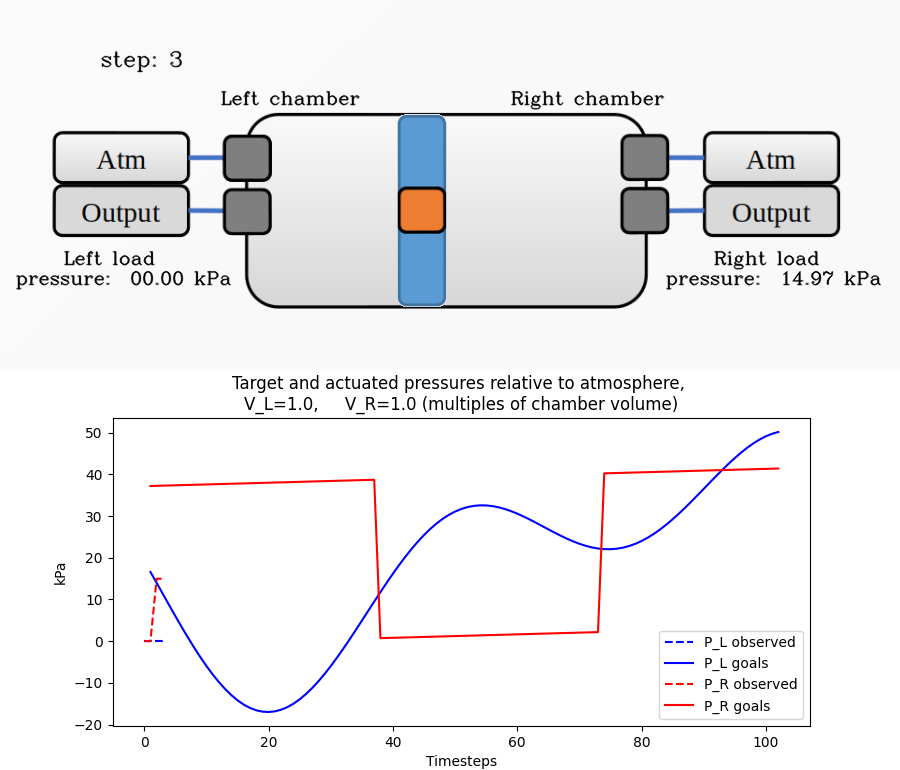 step: 3
Left chamber
Right chamber
Atm
Atm
Output
Output
Left load
pressure: 00.00 kPa
Right load
pressure: 14.97 kPa
Target and actuated pressures relative to atmosphere,
V_L=1.0, V_R=1.0 (multiples of chamber volume)
50
40
30
20
10
0
−10
−20
kPa
P_L observed
P_L goals
P_R observed
P_R goals
0 20 40 60 80 100
Timesteps